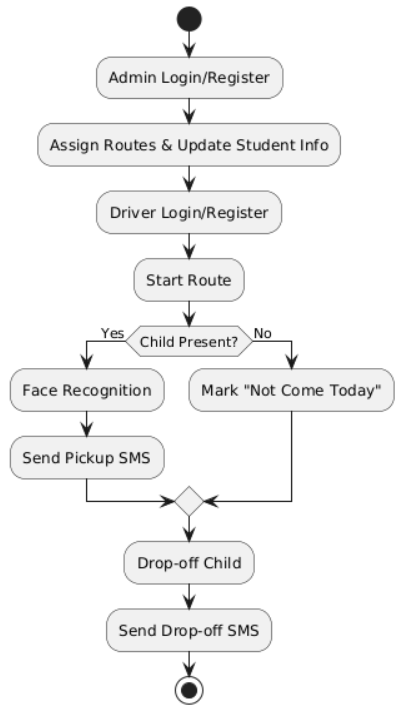 Admin Login/Register
Assign Routes & Update Student Info
Driver Login/Register
Start Route
Yes
Child Present?
No
Face Recognition
Mark "Not Come Today"
Send Pickup SMS
Drop-off Child
Send Drop-off SMS